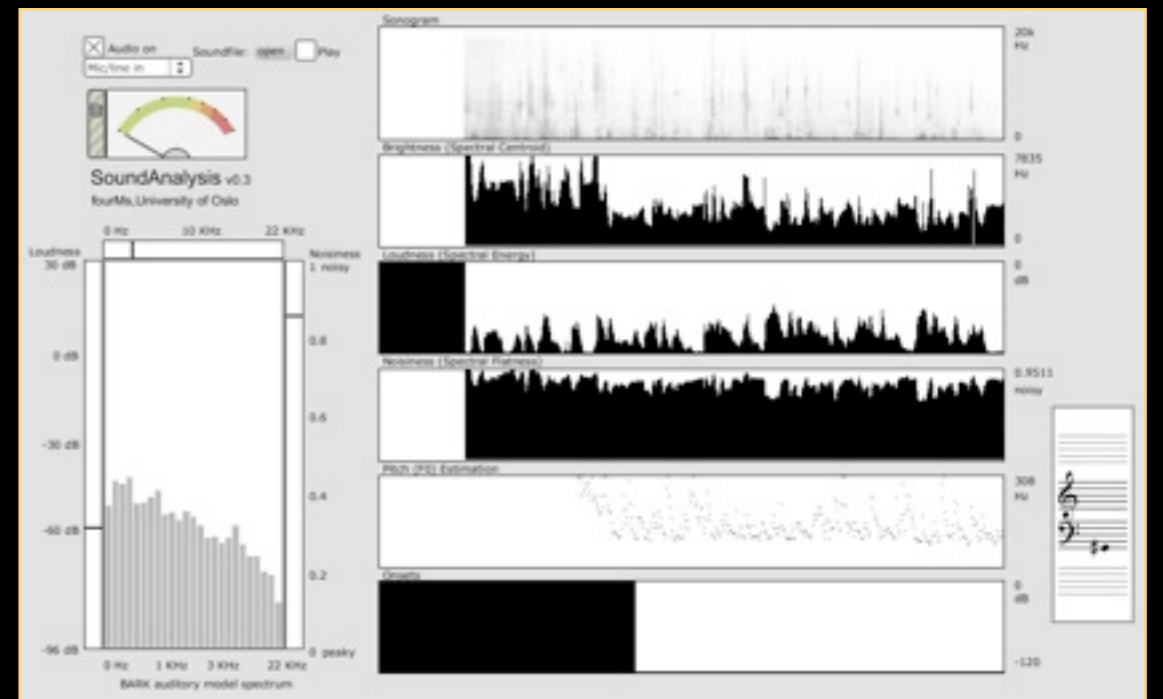 Audio on
Soundfile: open Play
Mic/line in
SoundAnalysis v0.3
fourMs, University of Oslo
0 Hz 10 KHz 22 KHz
Loudness
Noisiness
30 dB
1 noisy
0.8
0 dB
0.6
-30 dB
0.4
-60 dB
0.2
-96 dB
0 peaky
0 Hz 1 KHz 3 KHz 22 KHz
BARK auditory model spectrum
Sonogram
20k
Hz
0
Brightness (Spectral Centroid)
7835
Hz
0
Loudness (Spectral Energy)
0
dB
Noisiness (Spectral Flatness)
0.9511
noisy
Pitch (F0) Estimation
308
Hz
Onsets
0
dB
-120